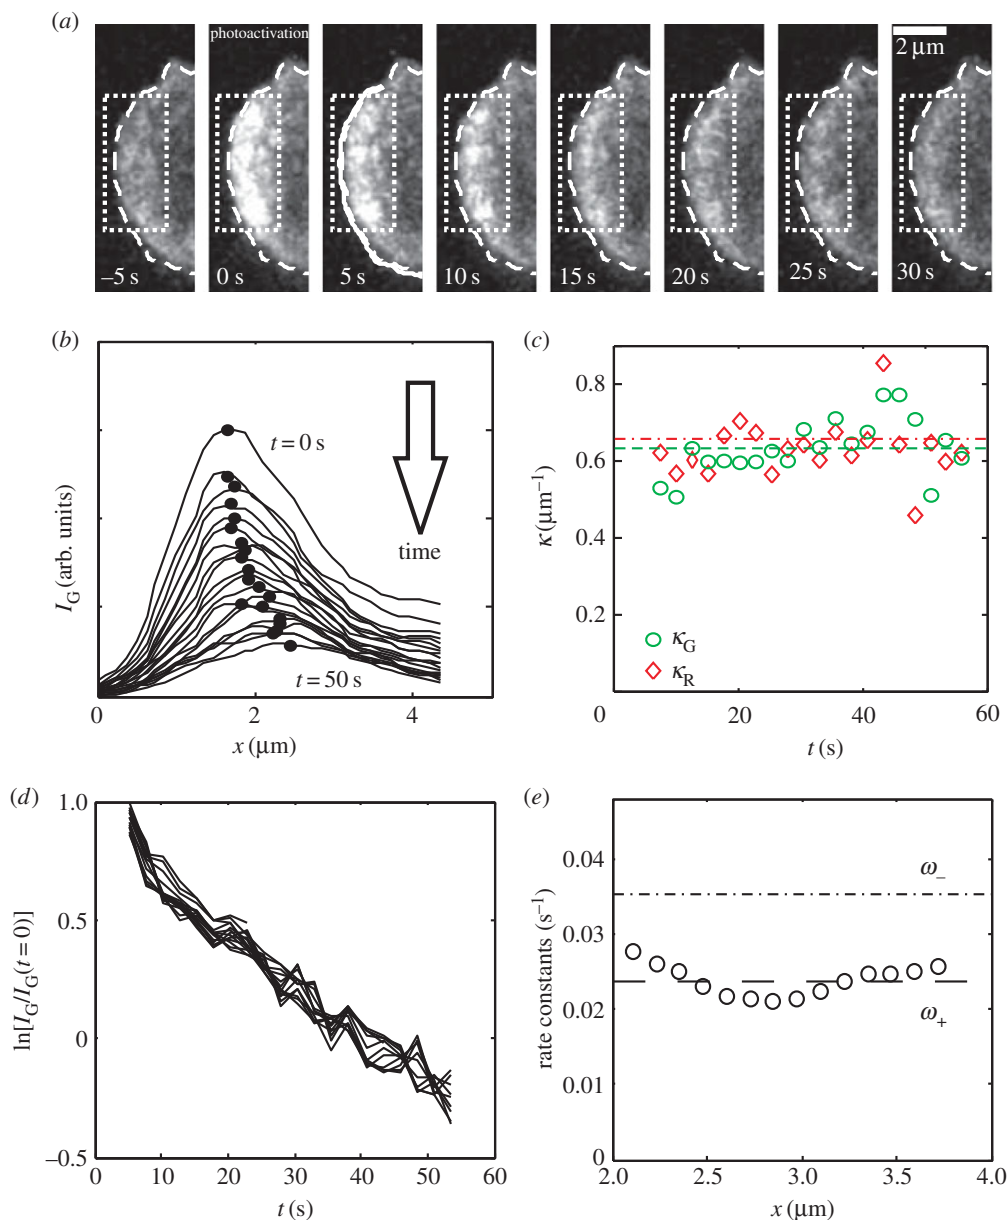 (a)
photoactivation
2 μm
–5 s
0 s
5 s
10 s
15 s
20 s
25 s
30 s
(b)
I_G (arb. units)
t = 0 s
time
t = 50 s
0
2
4
x (μm)
(c)
κ (μm⁻¹)
0.8
0.6
0.4
0.2
0
κ_G
κ_R
20
40
60
t (s)
(d)
ln[I_G/I_G(t = 0)]
1.0
0.5
0
–0.5
0
10
20
30
40
50
60
t (s)
(e)
rate constants (s⁻¹)
0.04
0.03
0.02
0.01
0
ω₋
ω₊
2.0
2.5
3.0
3.5
4.0
x (μm)